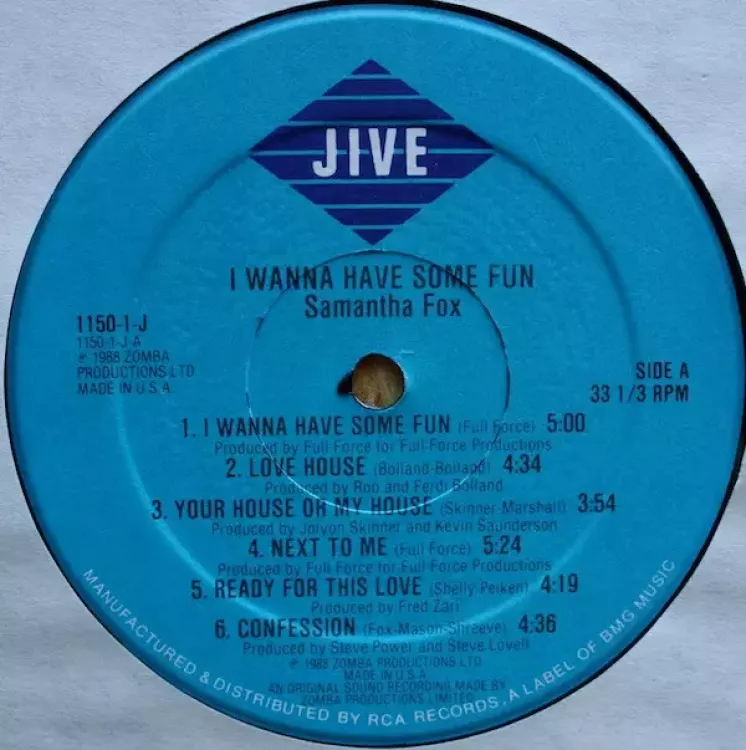 JIVE
I WANNA HAVE SOME FUN
Samantha Fox
1150-1-J
1150-1-J-A
℗ 1988 ZOMBA
PRODUCTIONS LTD
MADE IN U.S.A.
SIDE A
33 1/3 RPM
1. I WANNA HAVE SOME FUN (Full Force) 5:00
Produced by Full Force for Full Force Productions
2. LOVE HOUSE (Bolland-Bolland) 4:34
Produced by Rob and Ferdi Bolland
3. YOUR HOUSE OR MY HOUSE (Skinner-Marshall) 3:54
Produced by Jolyon Skinner and Kevin Saunderson
4. NEXT TO ME (Full Force) 5:24
Produced by Full Force for Full Force Productions
5. READY FOR THIS LOVE (Shelly Peiken) 4:19
Produced by Fred Zarr
6. CONFESSION (Fox-Mason-Shreeve) 4:36
Produced by Steve Power and Steve Lovell
℗ 1988 ZOMBA PRODUCTIONS LTD
MADE IN U.S.A.
AN ORIGINAL SOUND RECORDING MADE BY
ZOMBA PRODUCTIONS LIMITED
MANUFACTURED & DISTRIBUTED BY RCA RECORDS, A LABEL OF BMG MUSIC